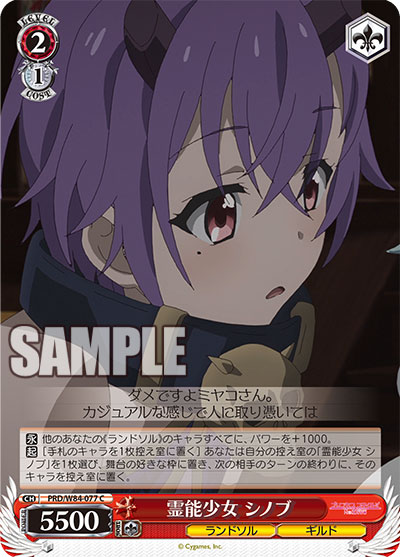 LEVEL
2
1
COST
SAMPLE
ダメですよミヤコさん。
カジュアルな感じで人に取り憑いては
永 他のあなたの《ランドソル》のキャラすべてに、パワーを+1000。
起 [手札のキャラを1枚控え室に置く] あなたは自分の控え室の「霊能少女 シ
ノブ」を1枚選び、舞台の好きな枠に置き、次の相手のターンの終わりに、その
キャラを控え室に置く。
CH PRD/W84-077 C
5500
霊能少女 シノブ
ランドソル
ギルド
© Cygames, Inc.